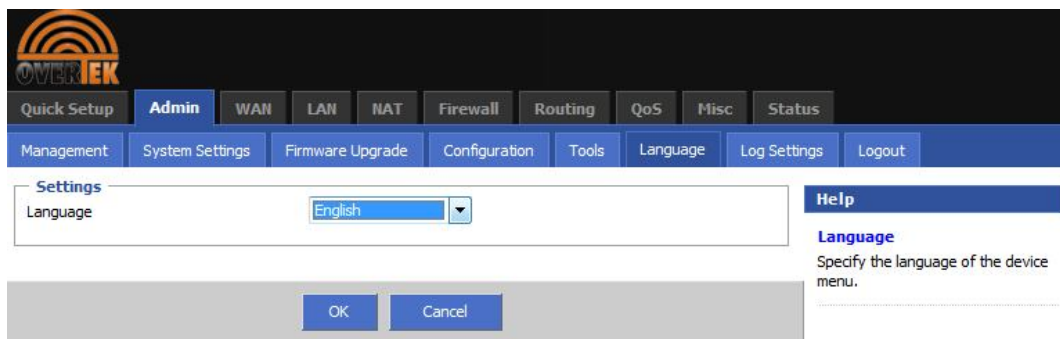 OVERTEK
Quick Setup Admin WAN LAN NAT Firewall Routing QoS Misc Status
Management System Settings Firmware Upgrade Configuration Tools Language Log Settings Logout
Settings
Language English
OK Cancel
Help
Language
Specify the language of the device
menu.